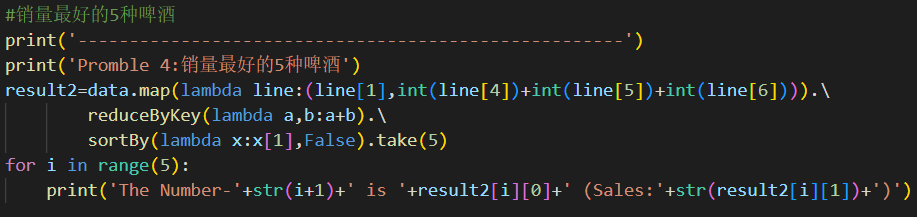 #销量最好的5种啤酒
print('-----------------------------------------------------')
print('Promble 4:销量最好的5种啤酒')
result2=data.map(lambda line:(line[1],int(line[4])+int(line[5])+int(line[6]))).\
reduceByKey(lambda a,b:a+b).\
sortBy(lambda x:x[1],False).take(5)
for i in range(5):
print('The Number-'+str(i+1)+' is '+result2[i][0]+' (Sales:'+str(result2[i][1])+')')